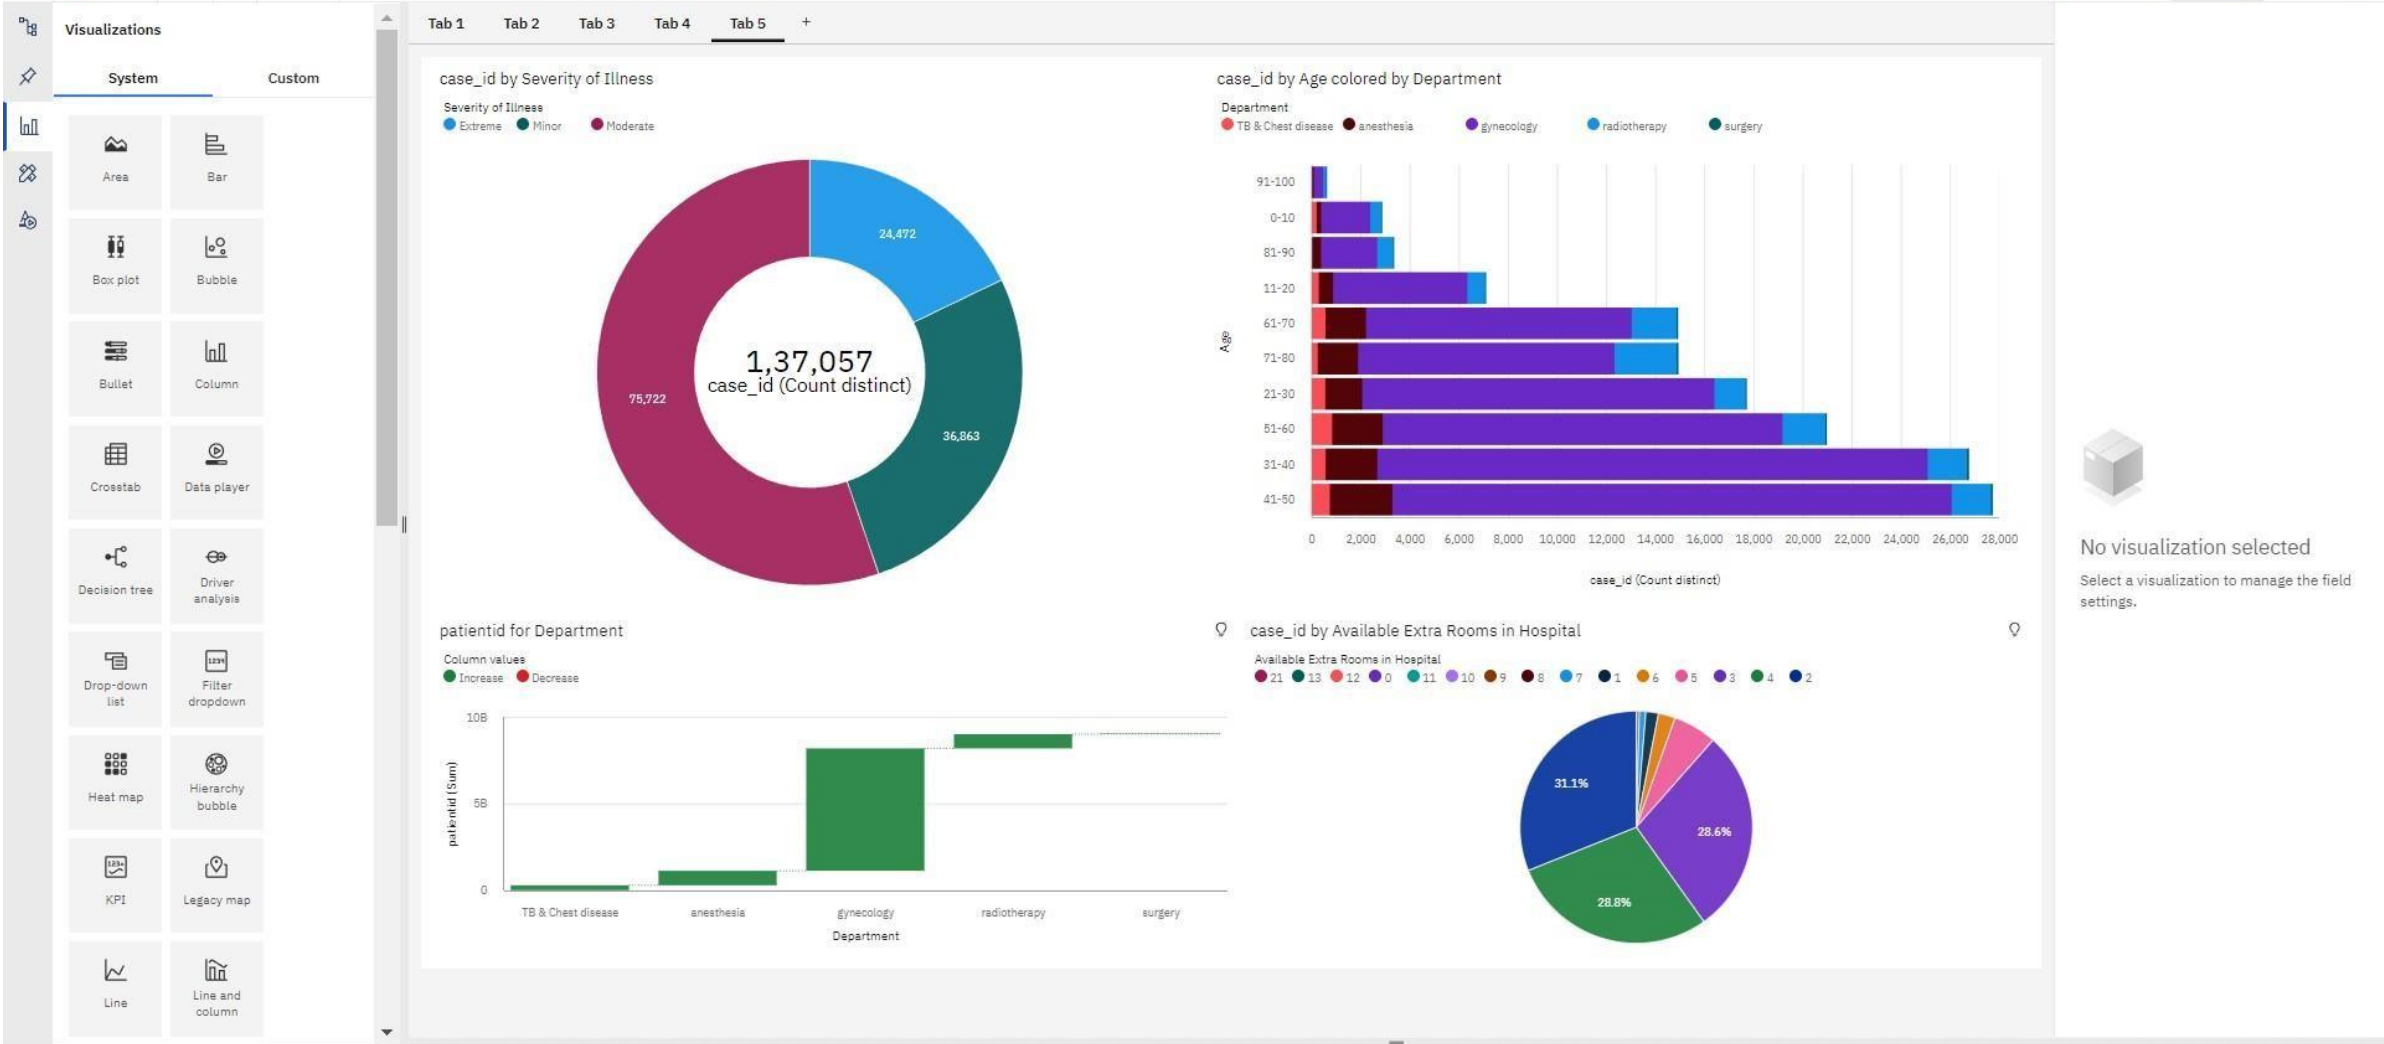 Visualizations
System Custom
Area Bar
Box plot Bubble
Bullet Column
Crosstab Data player
Decision tree Driver
analysis
Drop-down
list Filter
dropdown
Heat map Hierarchy
bubble
KPI Legacy map
Line Line and
column
Tab 1 Tab 2 Tab 3 Tab 4 Tab 5 +
case_id by Severity of Illness
Severity of Illness
Extreme Minor Moderate
24,472
36,863
75,722
1,37,057
case_id (Count distinct)
case_id by Age colored by Department
Department
TB & Chest disease anesthesia gynecology radiotherapy surgery
Age
91-100
0-10
81-90
11-20
61-70
71-80
21-30
51-60
31-40
41-50
0 2,000 4,000 6,000 8,000 10,000 12,000 14,000 16,000 18,000 20,000 22,000 24,000 26,000 28,000
case_id (Count distinct)
patientid for Department
Column values
Increase Decrease
patientid (Sum)
10B
5B
0
TB & Chest disease anesthesia gynecology radiotherapy surgery
Department
case_id by Available Extra Rooms in Hospital
Available Extra Rooms in Hospital
21 13 12 0 11 10 9 8 7 1 6 5 3 4 2
31.1%
28.6%
28.8%
No visualization selected
Select a visualization to manage the field
settings.